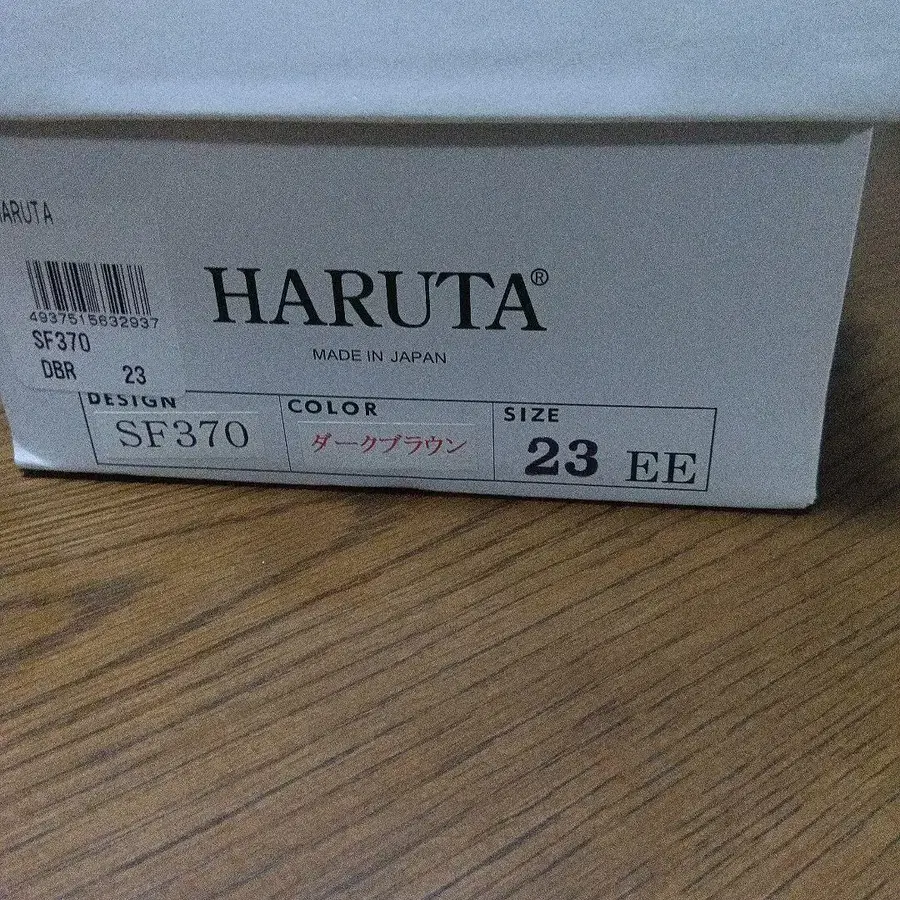 HARUTA
4937515632937
SF370
DBR 23
HARUTA®
MADE IN JAPAN
DESIGN COLOR SIZE
SF370 ダークブラウン 23 EE